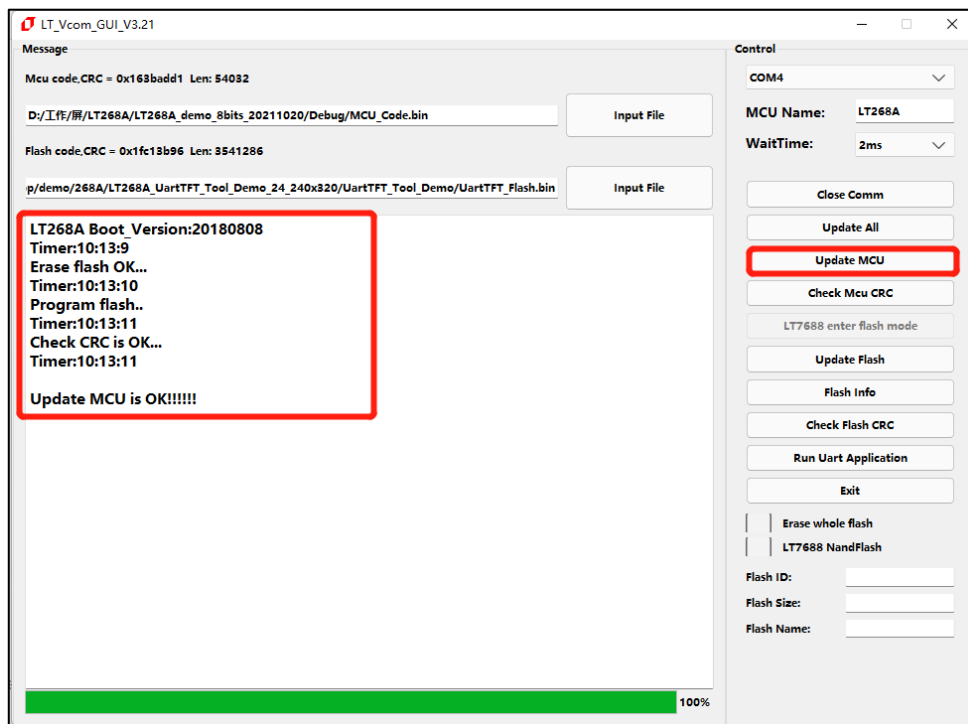 LT_Vcom_GUI_V3.21
Message
Mcu code,CRC = 0x163badd1 Len: 54032
D:/工作/屏/LT268A/LT268A_demo_8bits_20211020/Debug/MCU_Code.bin
Input File
Flash code,CRC = 0x1fc13b96 Len: 3541286
p/demo/268A/LT268A_UartTFT_Tool_Demo_24_240x320/UartTFT_Tool_Demo/UartTFT_Flash.bin
Input File
LT268A Boot_Version:20180808
Timer:10:13:9
Erase flash OK...
Timer:10:13:10
Program flash..
Timer:10:13:11
Check CRC is OK...
Timer:10:13:11
Update MCU is OK!!!!!!
100%
Control
COM4
MCU Name: LT268A
WaitTime: 2ms
Close Comm
Update All
Update MCU
Check Mcu CRC
LT7688 enter flash mode
Update Flash
Flash Info
Check Flash CRC
Run Uart Application
Exit
Erase whole flash
LT7688 NandFlash
Flash ID:
Flash Size:
Flash Name: